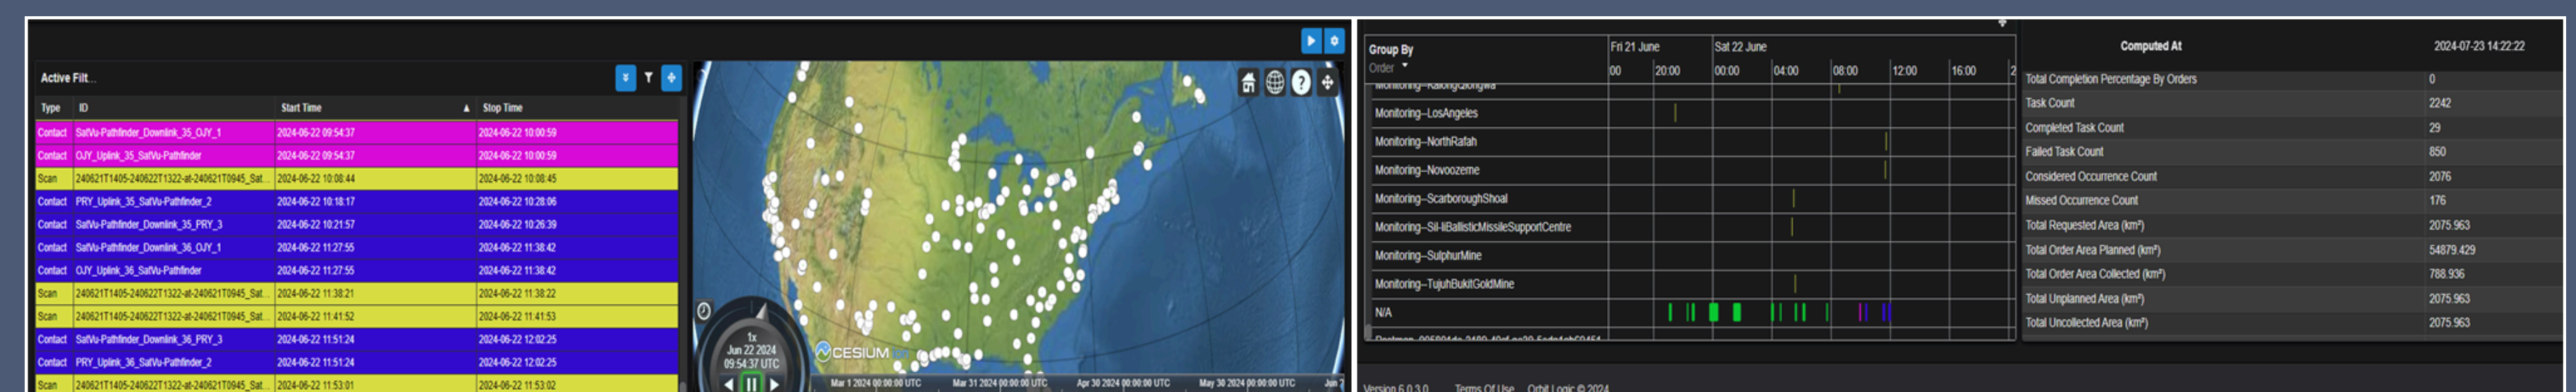 Active Filt...
Type ID Start Time Stop Time
Contact SatVu-Pathfinder_Downlink_35_OJY_1 2024-06-22 09:54:37 2024-06-22 10:00:59
Contact OJY_Uplink_35_SatVu-Pathfinder 2024-06-22 09:54:37 2024-06-22 10:00:59
Scan 240621T1405-240622T1322-at-240621T0945_Sat... 2024-06-22 10:08:44 2024-06-22 10:08:45
Contact PRY_Uplink_35_SatVu-Pathfinder_2 2024-06-22 10:18:17 2024-06-22 10:28:06
Contact SatVu-Pathfinder_Downlink_35_PRY_3 2024-06-22 10:21:57 2024-06-22 10:26:39
Contact SatVu-Pathfinder_Downlink_36_OJY_1 2024-06-22 11:27:55 2024-06-22 11:38:42
Contact OJY_Uplink_36_SatVu-Pathfinder 2024-06-22 11:27:55 2024-06-22 11:38:42
Scan 240621T1405-240622T1322-at-240621T0945_Sat... 2024-06-22 11:38:21 2024-06-22 11:38:22
Scan 240621T1405-240622T1322-at-240621T0945_Sat... 2024-06-22 11:41:52 2024-06-22 11:41:53
Contact SatVu-Pathfinder_Downlink_36_PRY_3 2024-06-22 11:51:24 2024-06-22 12:02:25
Contact PRY_Uplink_36_SatVu-Pathfinder_2 2024-06-22 11:51:24 2024-06-22 12:02:25
Scan 240621T1405-240622T1322-at-240621T0945_Sat... 2024-06-22 11:53:01 2024-06-22 11:53:02
?
1x
Jun 22 2024
09:54:37 UTC
CESIUM
Mar 1 2024 00:00:00 UTC Mar 31 2024 00:00:00 UTC Apr 30 2024 00:00:00 UTC May 30 2024 00:00:00 UTC Jun
Group By
Order
Fri 21 June Sat 22 June
00 20:00 00:00 04:00 08:00 12:00 16:00 2
Monitoring--LosAngeles
Monitoring--NorthRafah
Monitoring--Novoozerne
Monitoring--ScarboroughShoal
Monitoring--Sil-liBallisticMissileSupportCentre
Monitoring--SulphurMine
Monitoring--TujuhBukitGoldMine
N/A
Computed At 2024-07-23 14:22:22
Total Completion Percentage By Orders 0
Task Count 2242
Completed Task Count 29
Failed Task Count 850
Considered Occurrence Count 2076
Missed Occurrence Count 176
Total Requested Area (km²) 2075.963
Total Order Area Planned (km²) 54879.429
Total Order Area Collected (km²) 788.936
Total Unplanned Area (km²) 2075.963
Total Uncollected Area (km²) 2075.963
Version 6.0.3.0 Terms Of Use Orbit Logic © 2024